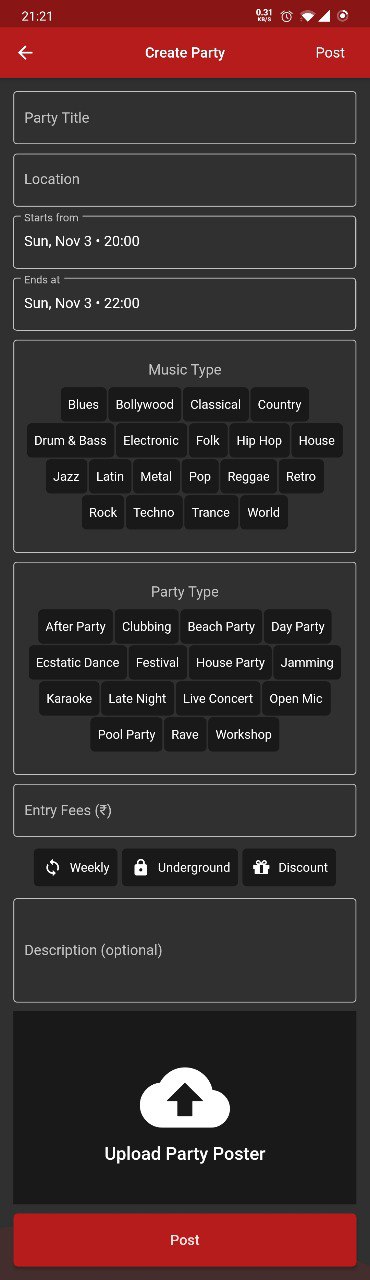 21:21 0.31 KB/S
Create Party Post
Party Title
Location
Starts from
Sun, Nov 3 • 20:00
Ends at
Sun, Nov 3 • 22:00
Music Type
Blues Bollywood Classical Country
Drum & Bass Electronic Folk Hip Hop House
Jazz Latin Metal Pop Reggae Retro
Rock Techno Trance World
Party Type
After Party Clubbing Beach Party Day Party
Ecstatic Dance Festival House Party Jamming
Karaoke Late Night Live Concert Open Mic
Pool Party Rave Workshop
Entry Fees (₹)
Weekly Underground Discount
Description (optional)
Upload Party Poster
Post